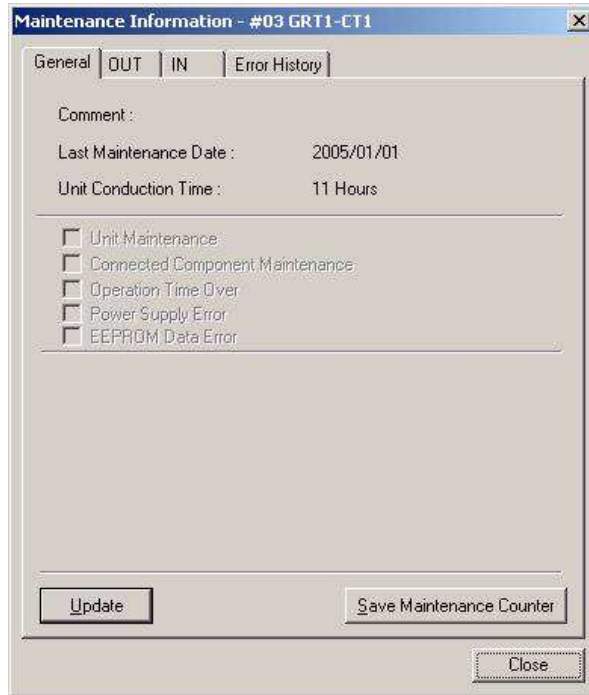 Maintenance Information - #03 GRT1-CT1
General OUT IN Error History
Comment :
Last Maintenance Date : 2005/01/01
Unit Conduction Time : 11 Hours
Unit Maintenance
Connected Component Maintenance
Operation Time Over
Power Supply Error
EEPROM Data Error
Update Save Maintenance Counter
Close